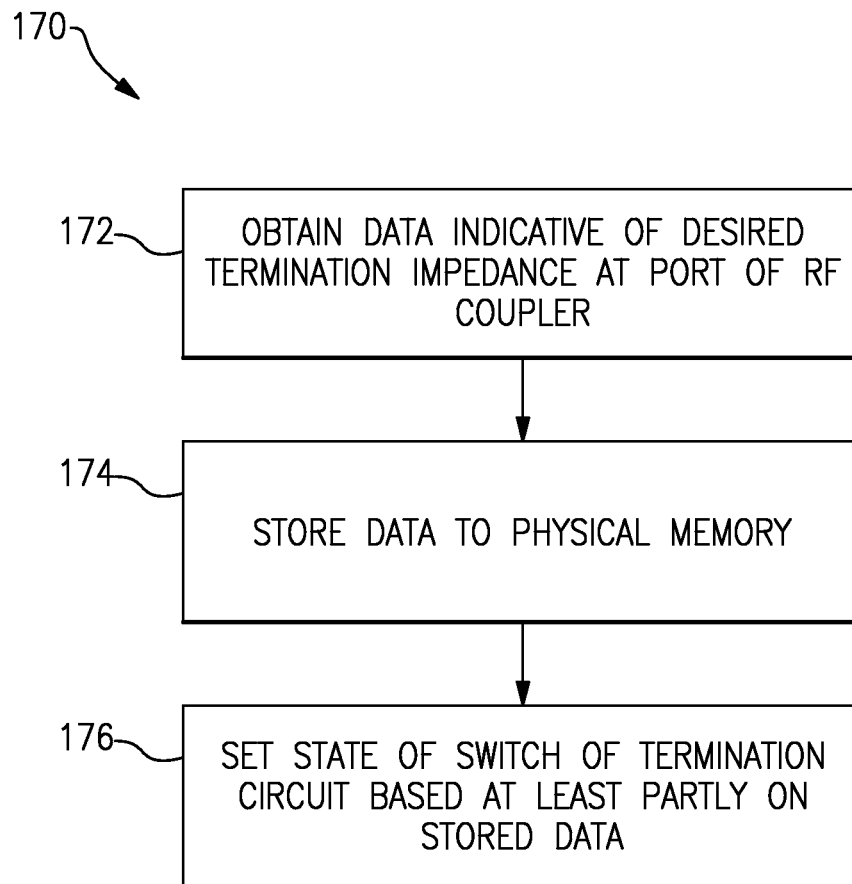 170
172
OBTAIN DATA INDICATIVE OF DESIRED
TERMINATION IMPEDANCE AT PORT OF RF
COUPLER
174
STORE DATA TO PHYSICAL MEMORY
176
SET STATE OF SWITCH OF TERMINATION
CIRCUIT BASED AT LEAST PARTLY ON
STORED DATA